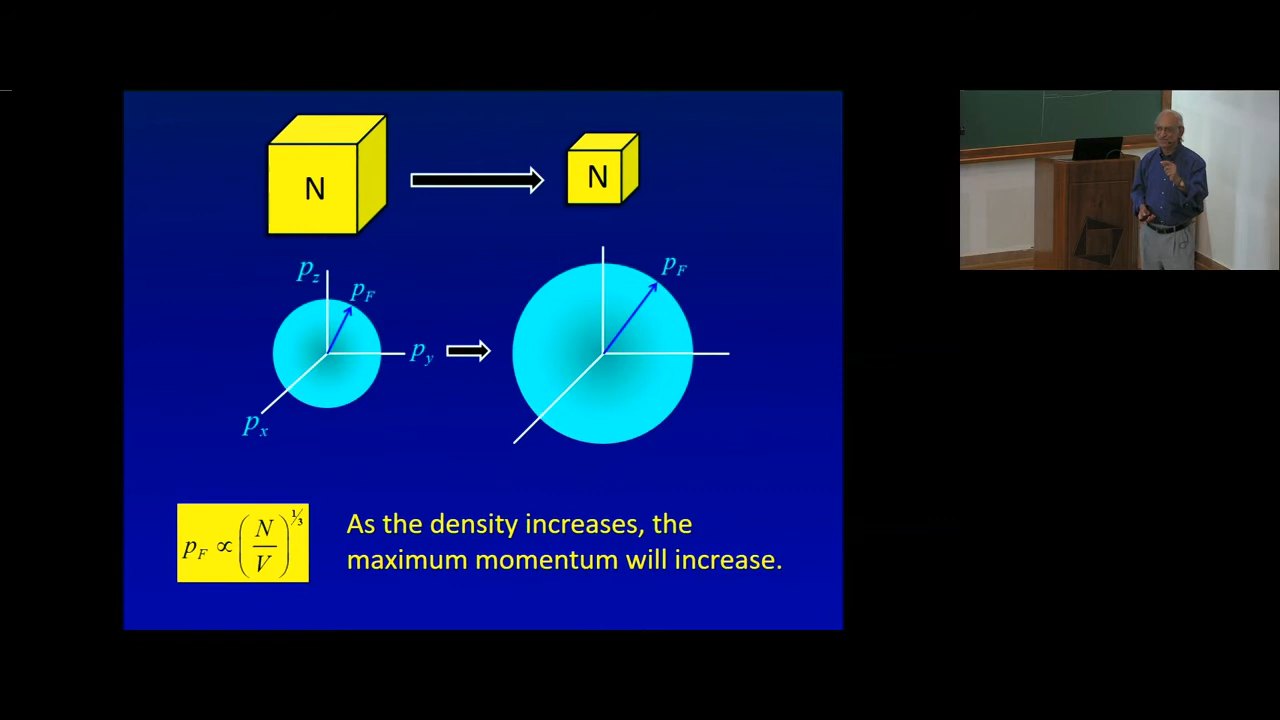 N
N
p_z
p_F
p_F
p_y
p_x
p_F ∝ (N/V)^{1/3}
As the density increases, the
maximum momentum will increase.